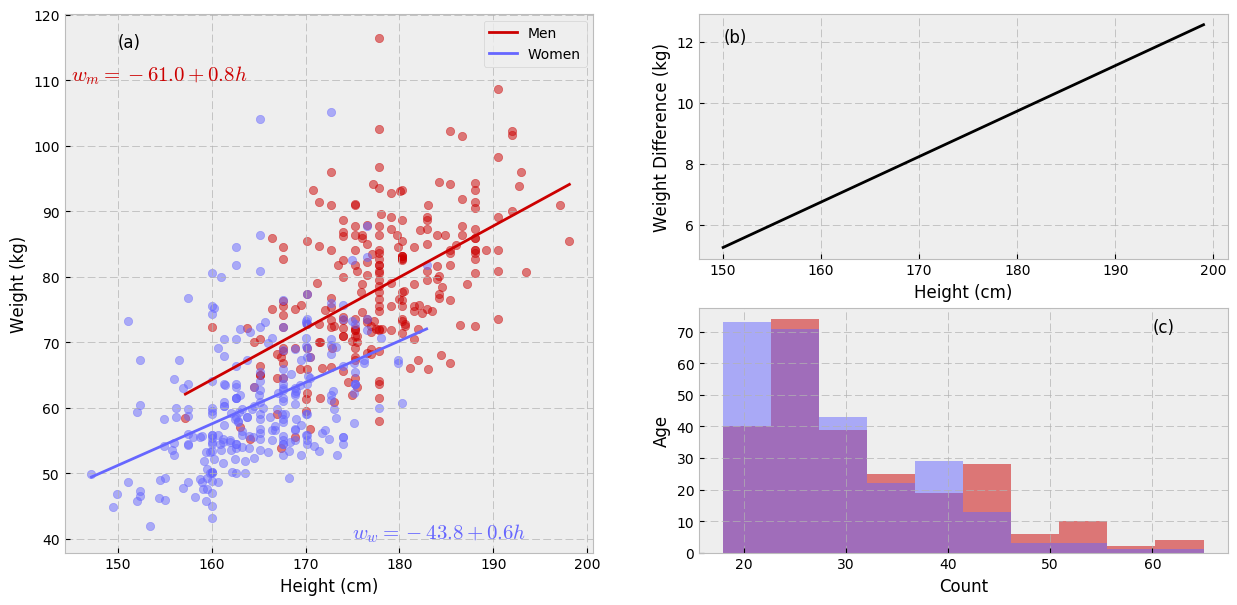 (a)
Men
Women
w_m = −61.0 + 0.8h
w_w = −43.8 + 0.6h
120
110
100
90
80
70
60
50
40
Weight (kg)
150 160 170 180 190 200
Height (cm)
(b)
12
10
8
6
Weight Difference (kg)
150 160 170 180 190 200
Height (cm)
(c)
70
60
50
40
30
20
10
0
Age
20 30 40 50 60
Count